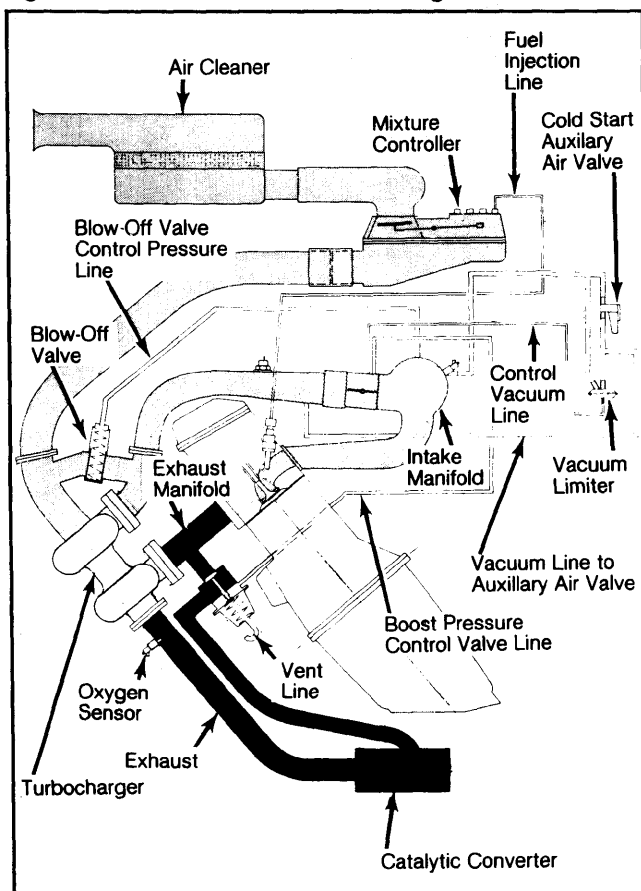 Air Cleaner
Fuel
Injection
Line
Mixture
Controller
Cold Start
Auxilary
Air Valve
Blow-Off Valve
Control Pressure
Line
Blow-Off
Valve
Control
Vacuum
Line
Exhaust
Manifold
Intake
Manifold
Vacuum
Limiter
Vacuum Line to
Auxillary Air Valve
Boost Pressure
Control Valve Line
Vent
Line
Oxygen
Sensor
Exhaust
Turbocharger
Catalytic Converter